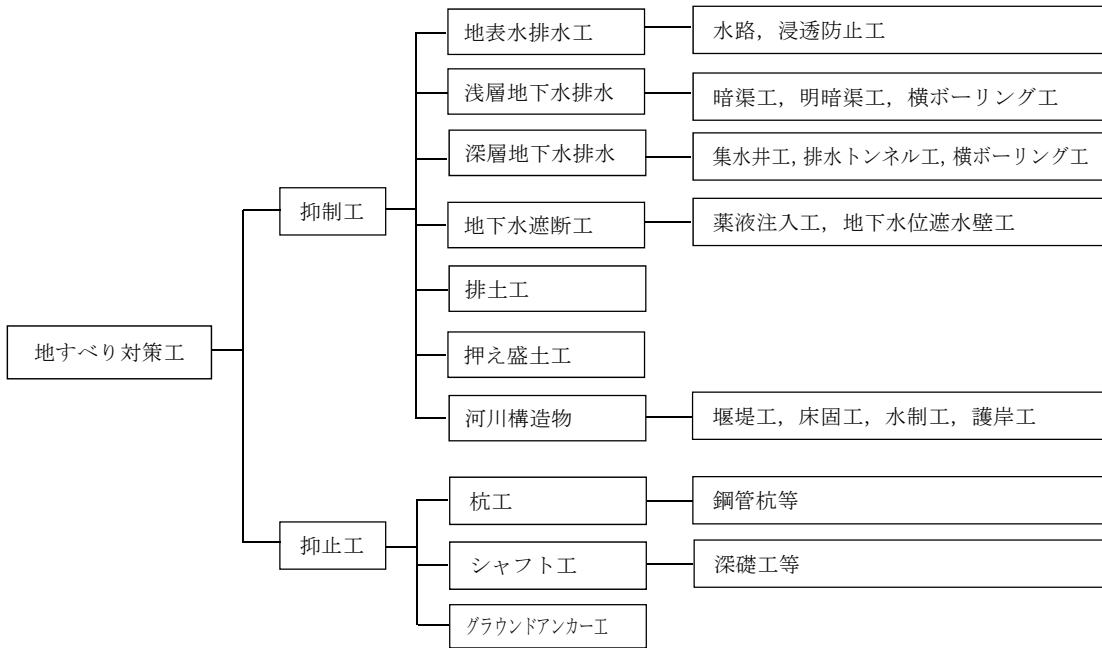 地表水排水工
水路，浸透防止工
浅層地下水排水
暗渠工，明暗渠工，横ボーリング工
深層地下水排水
集水井工，排水トンネル工，横ボーリング工
抑制工
地下水遮断工
薬液注入工，地下水位遮水壁工
排土工
地すべり対策工
押え盛土工
河川構造物
堰堤工，床固工，水制工，護岸工
杭工
鋼管杭等
抑止工
シャフト工
深礎工等
グラウンドアンカー工